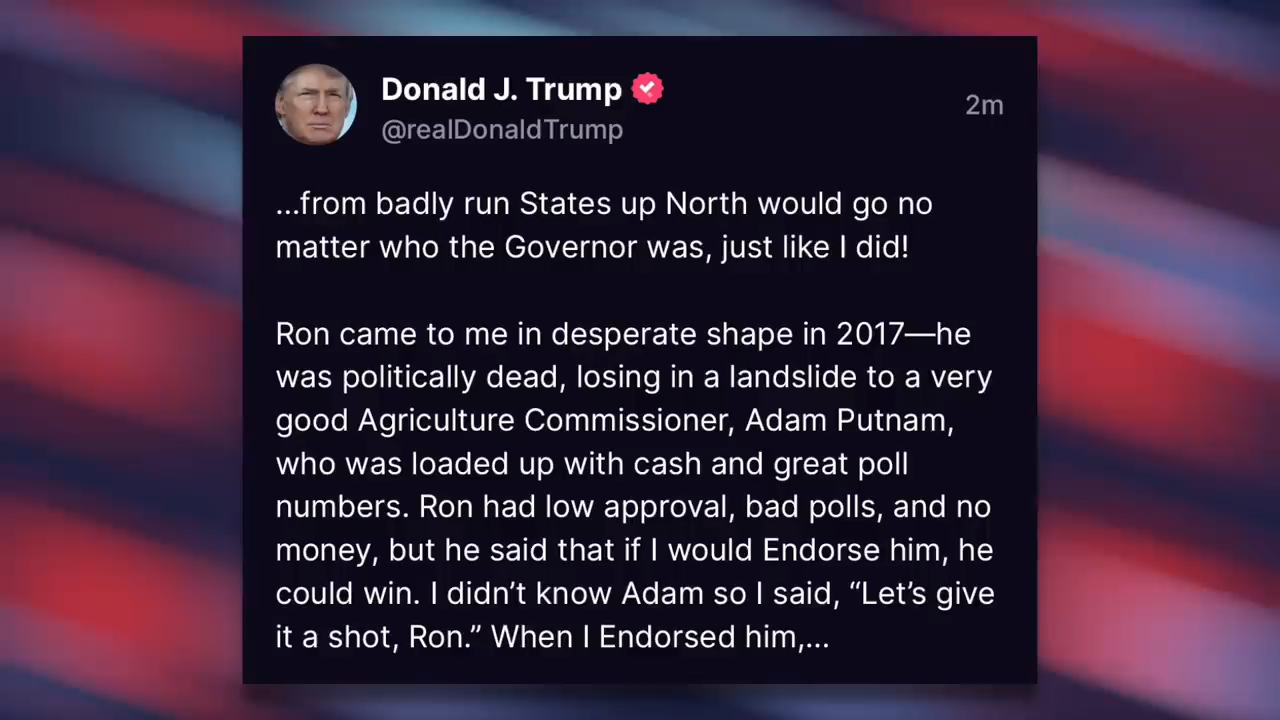 Donald J. Trump
@realDonaldTrump
2m
...from badly run States up North would go no
matter who the Governor was, just like I did!
Ron came to me in desperate shape in 2017—he
was politically dead, losing in a landslide to a very
good Agriculture Commissioner, Adam Putnam,
who was loaded up with cash and great poll
numbers. Ron had low approval, bad polls, and no
money, but he said that if I would Endorse him, he
could win. I didn’t know Adam so I said, “Let’s give
it a shot, Ron.” When I Endorsed him,...